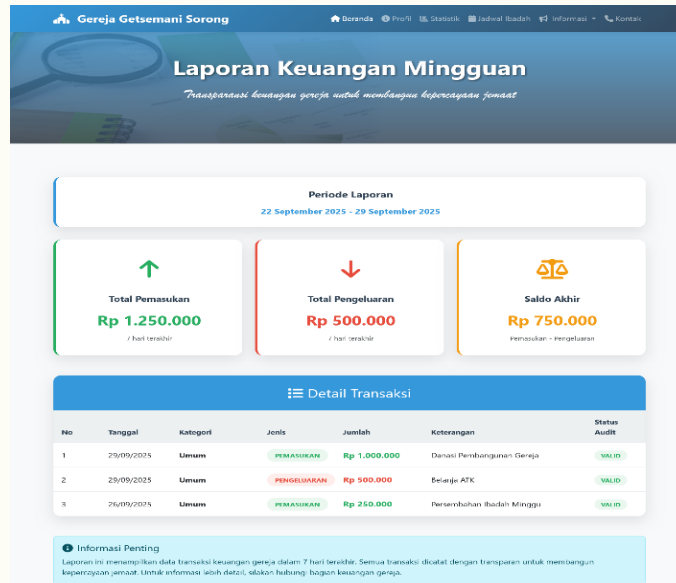 Gereja Getsemani Sorong Beranda Profil Statistik Jadwal Ibadah Informasi Kontak
Laporan Keuangan Mingguan
Transparansi keuangan gereja untuk membangun kepercayaan jemaat
Periode Laporan
22 September 2025 - 29 September 2025
Total Pemasukan
Rp 1.250.000
7 hari terakhir
Total Pengeluaran
Rp 500.000
7 hari terakhir
Saldo Akhir
Rp 750.000
Pemasukan - Pengeluaran
Detail Transaksi
No Tanggal Kategori Jenis Jumlah Keterangan Status Audit
1 29/09/2025 Umum PEMASUKAN Rp 1.000.000 Donasi Pembangunan Gereja VALID
2 29/09/2025 Umum PENGELUARAN Rp 500.000 Belanja ATK VALID
3 26/09/2025 Umum PEMASUKAN Rp 250.000 Persembahan Ibadah Minggu VALID
Informasi Penting
Laporan ini menampilkan data transaksi keuangan gereja dalam 7 hari terakhir. Semua transaksi dicatat dengan transparan untuk membangun
kepercayaan jemaat. Untuk informasi lebih detail, silakan hubungi bagian keuangan gereja.